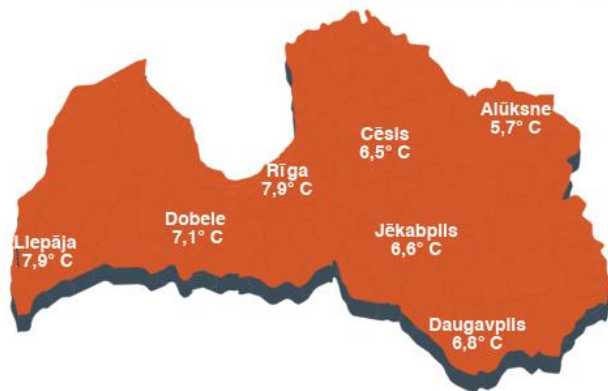 Alūksne
5,7° C
Cēsis
6,5° C
Rīga
7,9° C
Dobele
7,1° C
Jēkabpils
6,6° C
Liepāja
7,9° C
Daugavpils
6,8° C